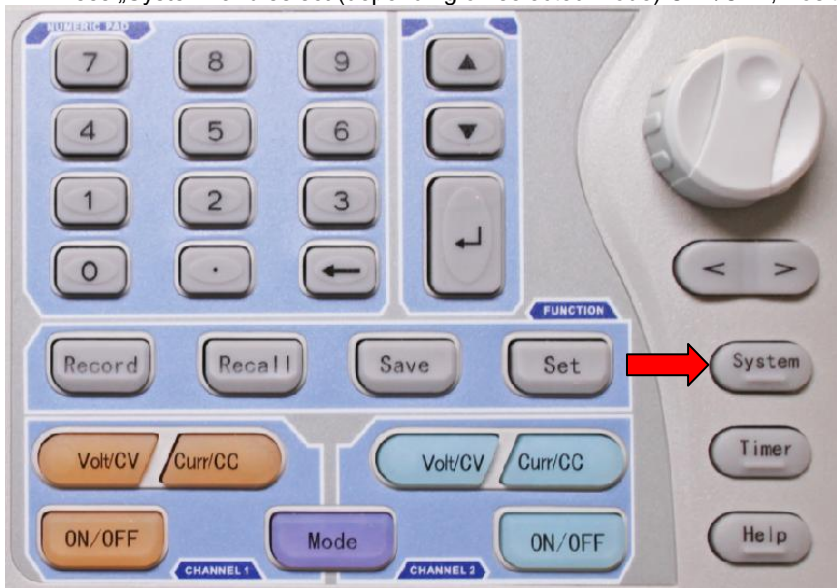 NUMERIC PAD
7 8 9
4 5 6
1 2 3
0 .
< >
FUNCTION
Record Recall Save Set System
Volt/CV Curr/CC Volt/CV Curr/CC Timer
ON/OFF Mode ON/OFF Help
CHANNEL 1 CHANNEL 2